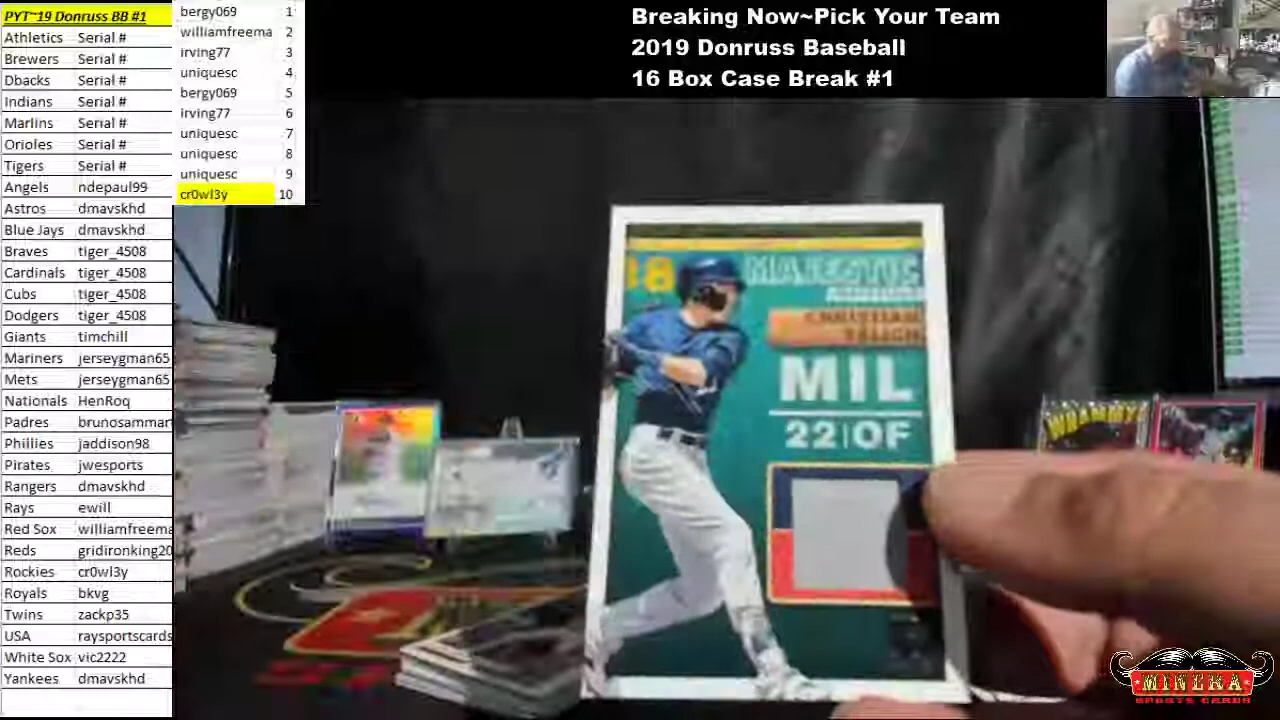 PYT~19 Donruss BB #1
Athletics Serial #
Brewers Serial #
Dbacks Serial #
Indians Serial #
Marlins Serial #
Orioles Serial #
Tigers Serial #
Angels ndepaul99
Astros dmavskhd
Blue Jays dmavskhd
Braves tiger_4508
Cardinals tiger_4508
Cubs tiger_4508
Dodgers tiger_4508
Giants timchill
Mariners jerseygman65
Mets jerseygman65
Nationals HenRoq
Padres brunosammar
Phillies jaddison98
Pirates jwesports
Rangers dmavskhd
Rays ewill
Red Sox williamfreema
Reds gridironking20
Rockies cr0wl3y
Royals bkvg
Twins zackp35
USA raysportscards
White Sox vic2222
Yankees dmavskhd
bergy069 1
williamfreema 2
irving77 3
uniquesc 4
bergy069 5
irving77 6
uniquesc 7
uniquesc 8
uniquesc 9
cr0wl3y 10
Breaking Now~Pick Your Team
2019 Donruss Baseball
16 Box Case Break #1
MAJESTIC
CHRISTIAN
YELICH
MIL
22|OF
WHAMMY!
MINERA
SPORTS CARDS